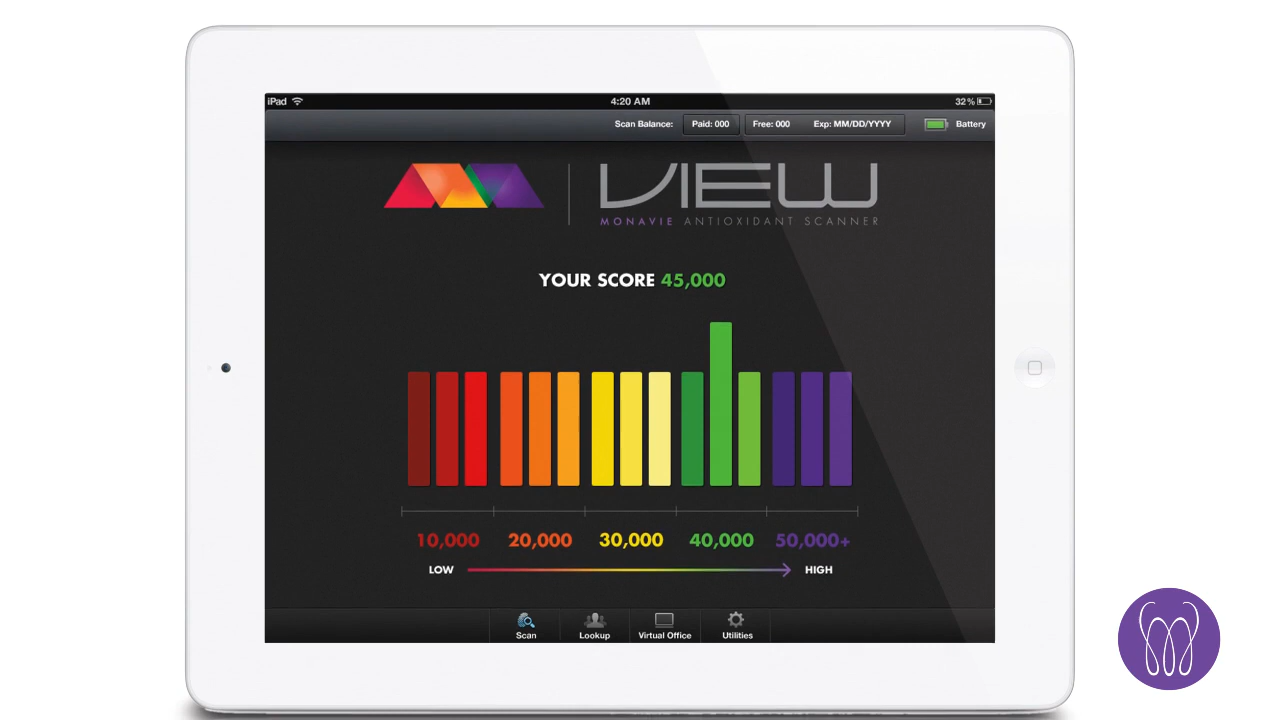 iPad
4:20 AM
32%
Scan Balance:
Paid: 000
Free: 000
Exp: MM/DD/YYYY
Battery
VIEW
MONAVIE ANTIOXIDANT SCANNER
YOUR SCORE 45,000
10,000 20,000 30,000 40,000 50,000+
LOW
HIGH
Scan
Lookup
Virtual Office
Utilities